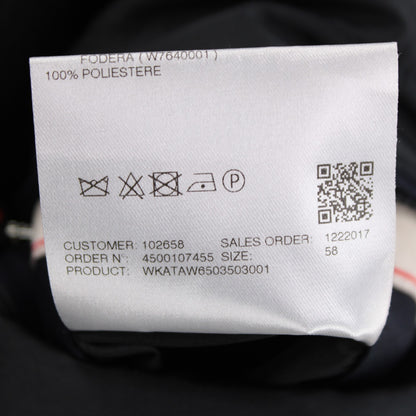 FODERA ( W7640001 )
100% POLIESTERE
P
CUSTOMER: 102658 SALES ORDER: 1222017
ORDER N : 4500107455 SIZE: 58
PRODUCT: WKATAW6503503001